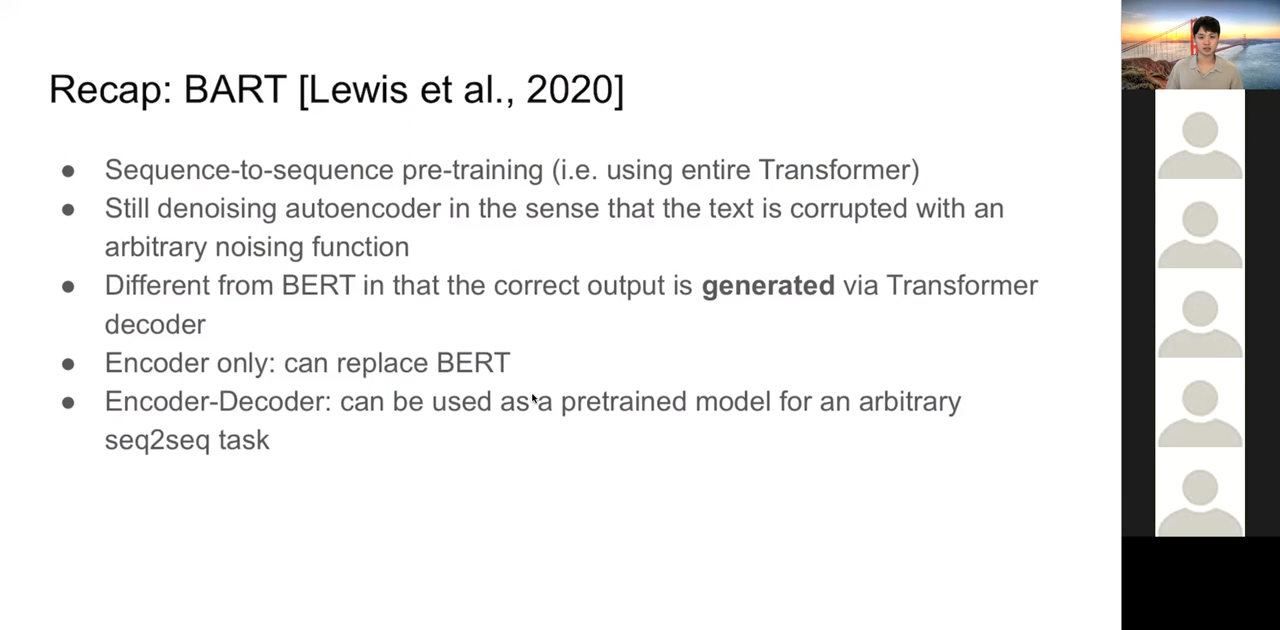 Recap: BART [Lewis et al., 2020]
● Sequence-to-sequence pre-training (i.e. using entire Transformer)
● Still denoising autoencoder in the sense that the text is corrupted with an
arbitrary noising function
● Different from BERT in that the correct output is generated via Transformer
decoder
● Encoder only: can replace BERT
● Encoder-Decoder: can be used as a pretrained model for an arbitrary
seq2seq task